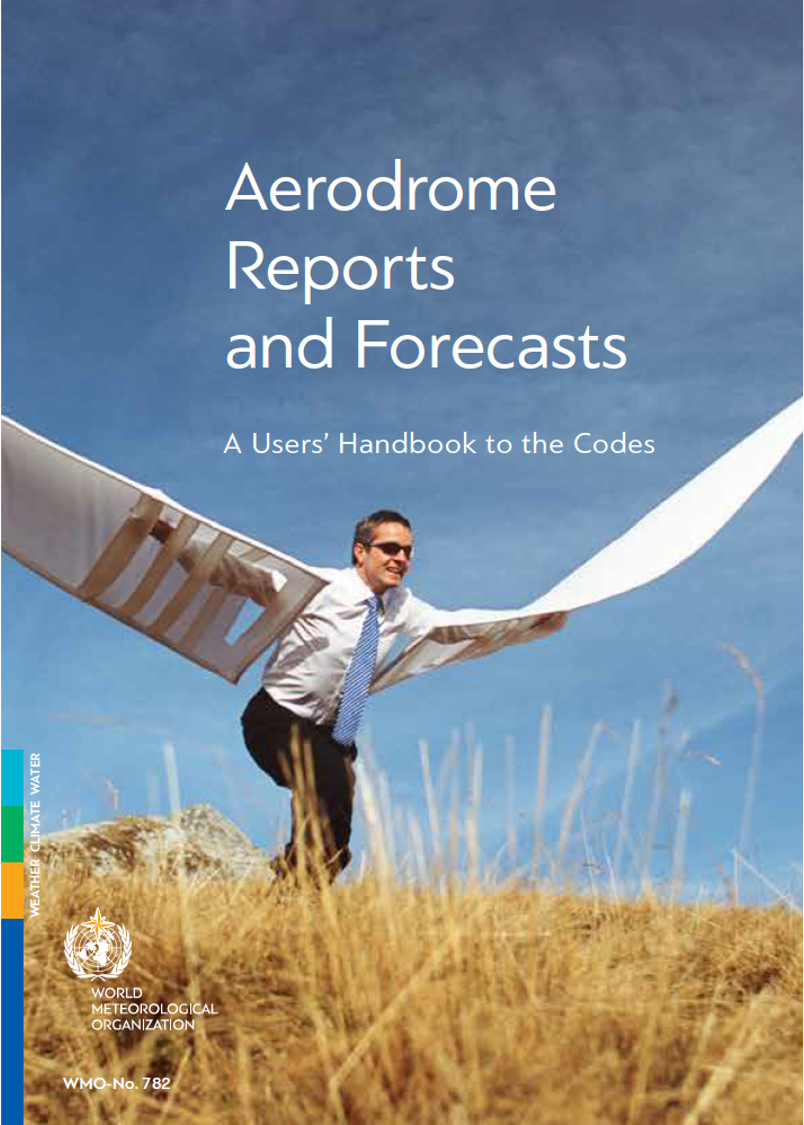 Aerodrome
Reports
and Forecasts
A Users’ Handbook to the Codes
WEATHER CLIMATE WATER
WORLD
METEOROLOGICAL
ORGANIZATION
WMO-No. 782